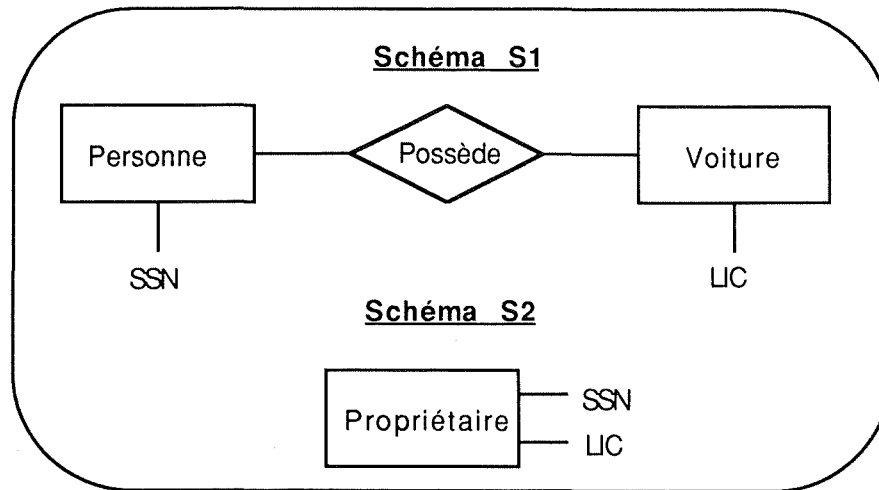 Schéma S1
Personne
Possède
Voiture
SSN
LIC
Schéma S2
Propriétaire
SSN
LIC